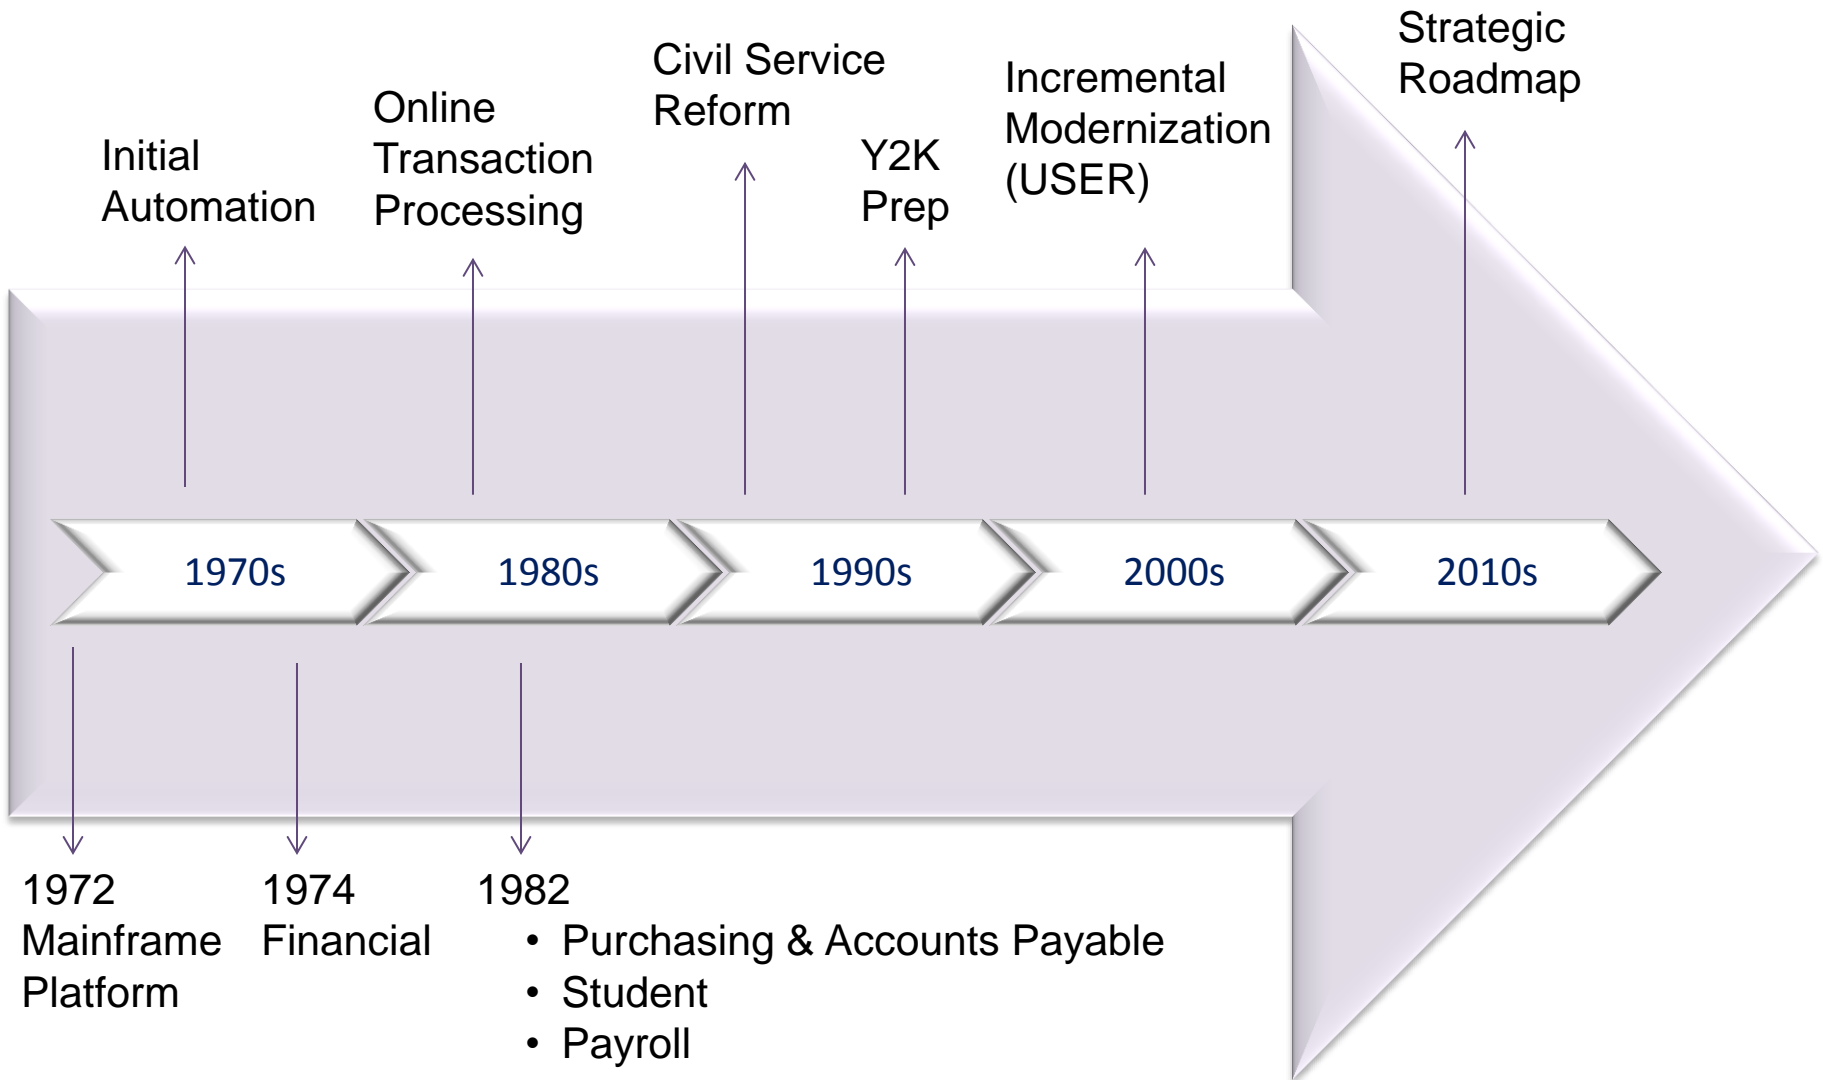 Initial
Automation
Online
Transaction
Processing
Civil Service
Reform
Y2K
Prep
Incremental
Modernization
(USER)
Strategic
Roadmap
1970s
1980s
1990s
2000s
2010s
1972
Mainframe
Platform
1974
Financial
1982
• Purchasing & Accounts Payable
• Student
• Payroll